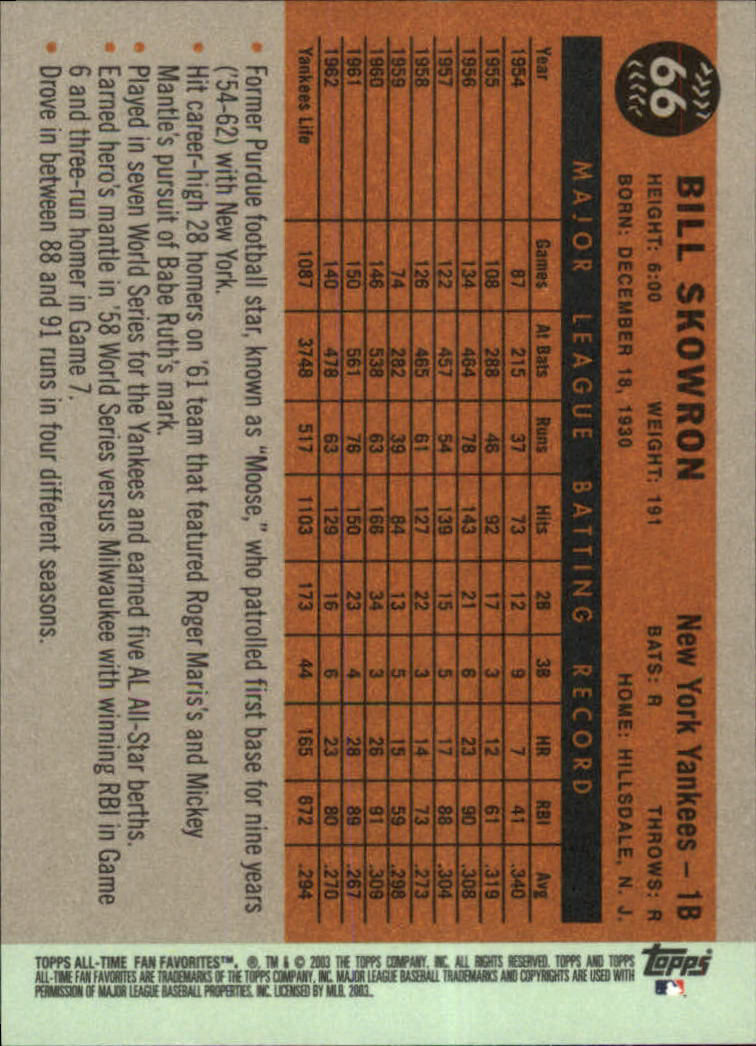 66
BILL SKOWRON
New York Yankees – 1B
HEIGHT: 6:00 WEIGHT: 191 BATS: R THROWS: R
BORN: DECEMBER 18, 1930 HOME: HILLSDALE, N. J.
MAJOR LEAGUE BATTING RECORD
Year Games At Bats Runs Hits 2B 3B HR RBI Avg
1954 87 215 37 73 12 9 7 41 .340
1955 108 288 46 92 17 3 12 61 .319
1956 134 464 78 143 21 6 23 90 .308
1957 122 457 54 139 15 5 17 88 .304
1958 126 465 61 127 22 3 14 73 .273
1959 74 282 39 84 13 5 15 59 .298
1960 146 538 63 166 34 3 26 91 .309
1961 150 561 76 150 23 4 28 89 .267
1962 140 478 63 129 16 6 23 80 .270
Yankees Life 1087 3748 517 1103 173 44 165 672 .294
• Former Purdue football star, known as “Moose,” who patrolled first base for nine years
(’54-62) with New York.
• Hit career-high 28 homers on ’61 team that featured Roger Maris’s and Mickey
Mantle’s pursuit of Babe Ruth’s mark.
• Played in seven World Series for the Yankees and earned five AL All-Star berths.
• Earned hero’s mantle in ’58 World Series versus Milwaukee with winning RBI in Game
6 and three-run homer in Game 7.
• Drove in between 88 and 91 runs in four different seasons.
Topps
TOPPS ALL-TIME FAN FAVORITES™. ®, TM & © 2003 THE TOPPS COMPANY, INC. ALL RIGHTS RESERVED. TOPPS AND TOPPS
ALL-TIME FAN FAVORITES ARE TRADEMARKS OF THE TOPPS COMPANY, INC. MAJOR LEAGUE BASEBALL TRADEMARKS AND COPYRIGHTS ARE USED WITH
PERMISSION OF MAJOR LEAGUE BASEBALL PROPERTIES, INC. LICENSED BY MLB, 2003.